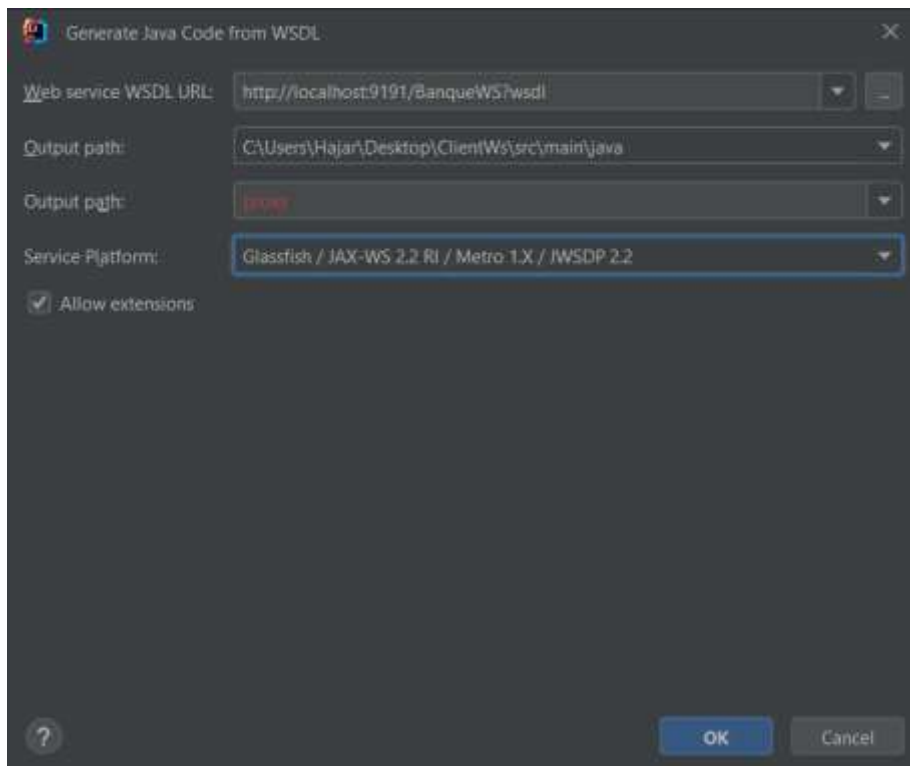 Generate Java Code from WSDL
Web service WSDL URL: http://localhost:9191/BanqueWS?wsdl ...
Output path: C:\Users\Hajar\Desktop\ClientWs\src\main\java
Output path: proxy
Service Platform: Glassfish / JAX-WS 2.2 RI / Metro 1.X / JWSDP 2.2
Allow extensions
? OK Cancel